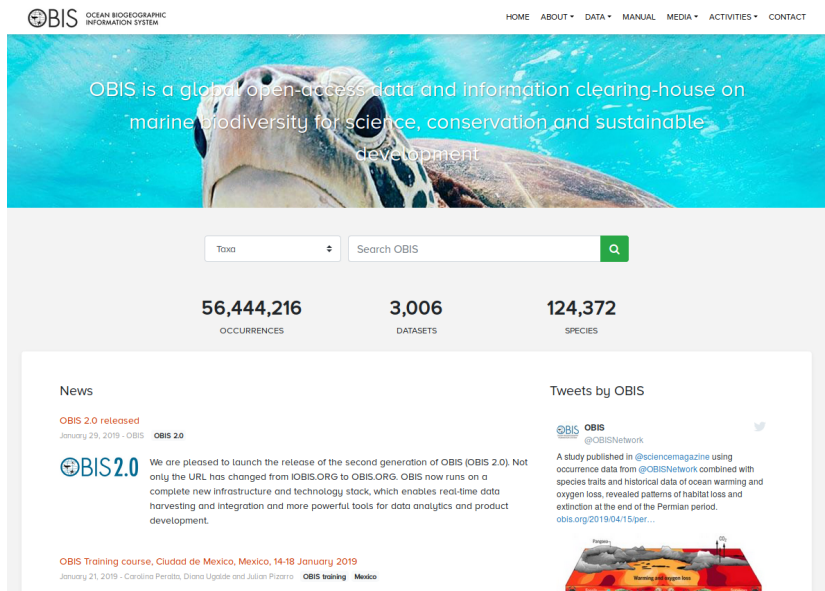 OBIS OCEAN BIOGEOGRAPHIC
INFORMATION SYSTEM
HOME ABOUT DATA MANUAL MEDIA ACTIVITIES CONTACT
OBIS is a global open-access data and information clearing-house on
marine biodiversity for science, conservation and sustainable
development
Taxa
Search OBIS
56,444,216 3,006 124,372
OCCURRENCES DATASETS SPECIES
News
OBIS 2.0 released
January 29, 2019 - OBIS OBIS 2.0
OBIS 2.0
We are pleased to launch the release of the second generation of OBIS (OBIS 2.0). Not
only the URL has changed from IOBIS.ORG to OBIS.ORG. OBIS now runs on a
complete new infrastructure and technology stack, which enables real-time data
harvesting and integration and more powerful tools for data analytics and product
development.
OBIS Training course, Ciudad de Mexico, Mexico, 14-18 January 2019
January 21, 2019 - Carolina Peralta, Diana Ugalde and Julian Pizarro OBIS training Mexico
Tweets by OBIS
OBIS
OBIS
@OBISNetwork
A study published in @sciencemagazine using
occurrence data from @OBISNetwork combined with
species traits and historical data of ocean warming and
oxygen loss, revealed patterns of habitat loss and
extinction at the end of the Permian period.
obis.org/2019/04/15/per…
Pangaea
CO2
Warming and oxygen loss